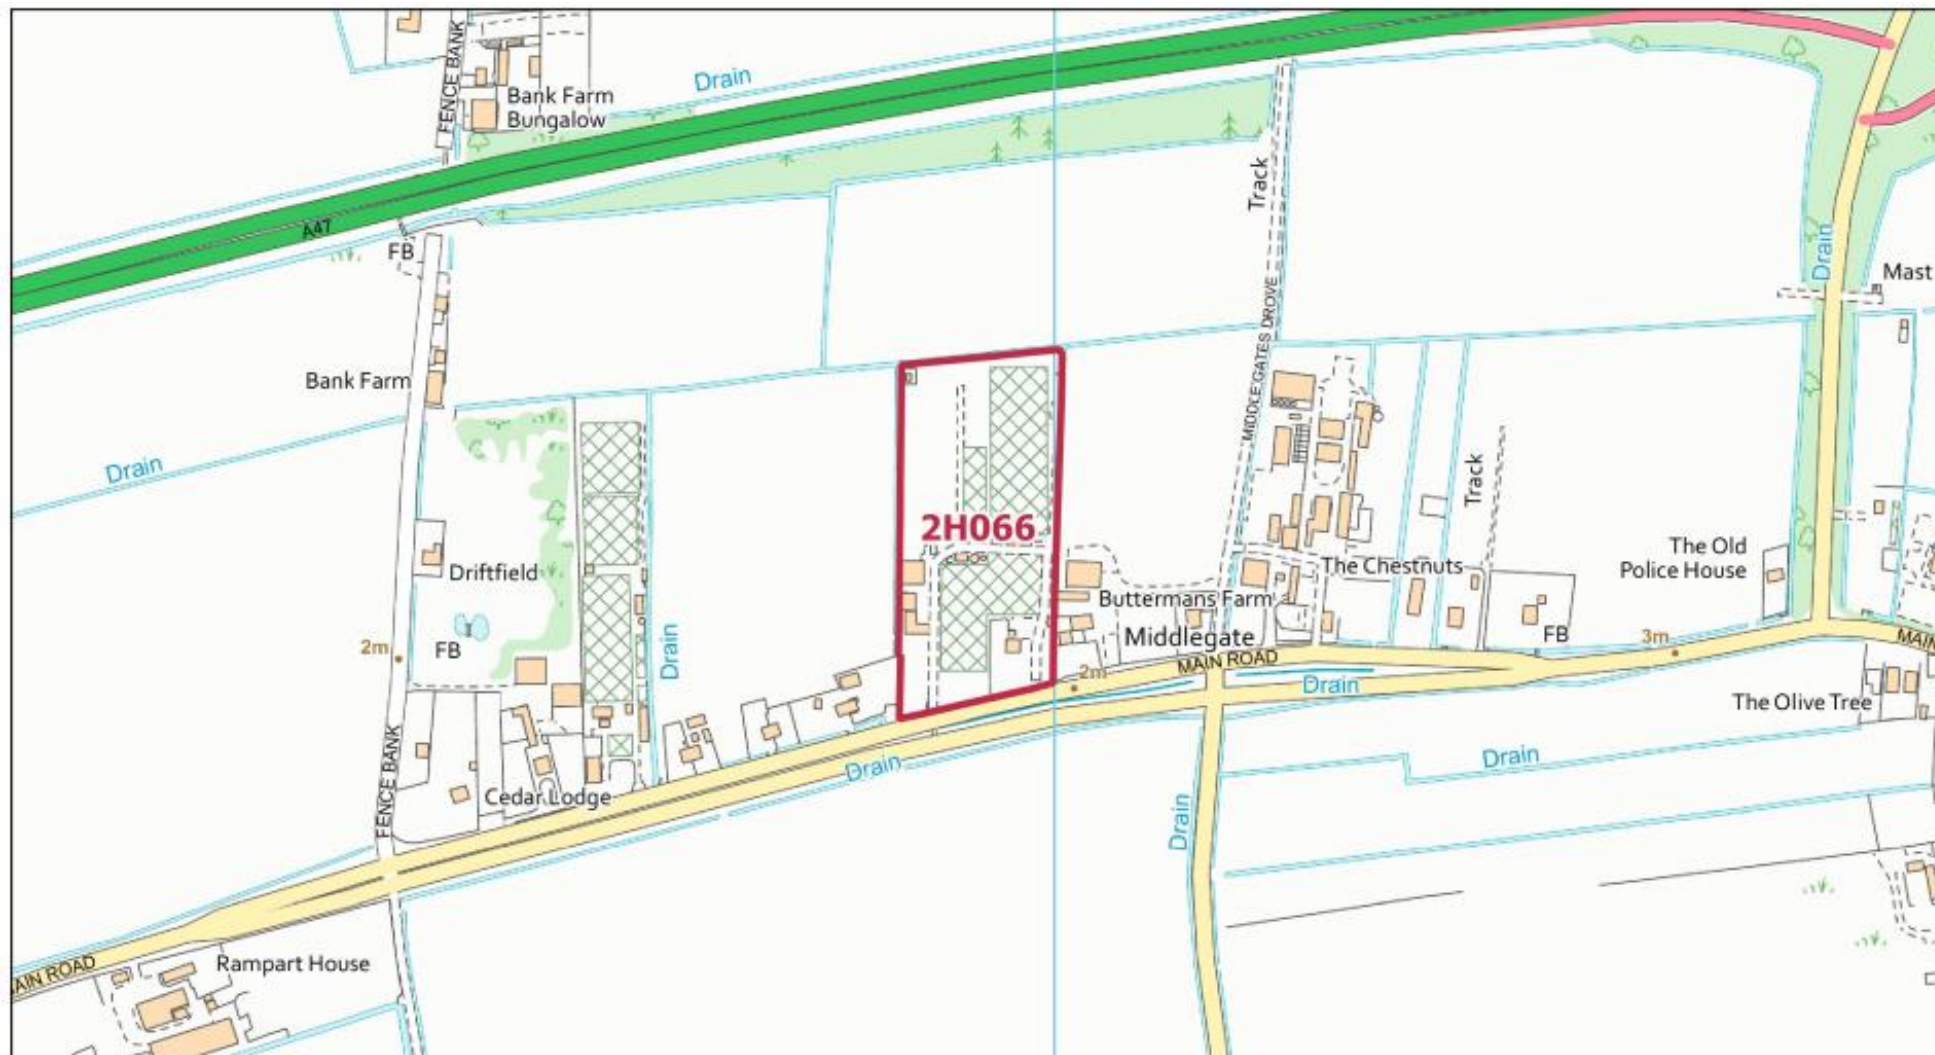 FENCE BANK
Drain
Bank Farm
Bungalow
A47
FB
Track
Drain
Mast
MIDDLEGATES DROVE
Bank Farm
Drain
Track
2H066
The Old
Police House
Driftfield
The Chestnuts
Buttermans Farm
FB
2m
Drain
Middlegate
FB
3m
MAIN
MAIN ROAD
2m
Drain
The Olive Tree
FENCE BANK
Drain
Drain
Cedar Lodge
Drain
Rampart House
AIN ROAD